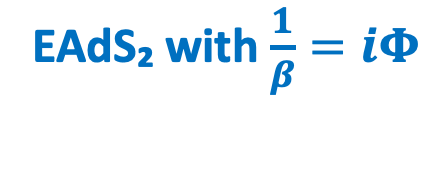 EAdS₂ with 1/β = iΦ